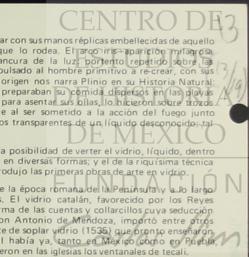 CENTRO DE
13
ar con sus manos réplicas embellecidas de aquello
que lo rodea. El arco iris aparición milagrosa,
ancura de la luz, portento repetido sobre las
pulsado al hombre primitivo a re-crear, con sus
origen nos narra Plinio en su Historia Natural:
preparaban su comida dispersos en las playas
para asentar sus ollas, lo hicieron sobre trozos
e al ser sometido a la acción del fuego junto
os transparentes de un líquido desconocido, tal
DE MÉXICO
a posibilidad de verter el vidrio, líquido, dentro
en diversas formas; y el de la riquísima técnica
rodujo las primeras obras de arte en vidrio.
FUNDACIÓN
e la época romana de la Península y a lo largo
s. El vidrio catalán, favorecido por los Reyes
rma de las cuentas y collarcillos cuya seducción
on Antonio de Mendoza, importó entre otros
te de soplar vidrio (1535) que pronto enseñaron
l había ya, tanto en México como en Puebla,
eron en las iglesias los ventanales de tecali.